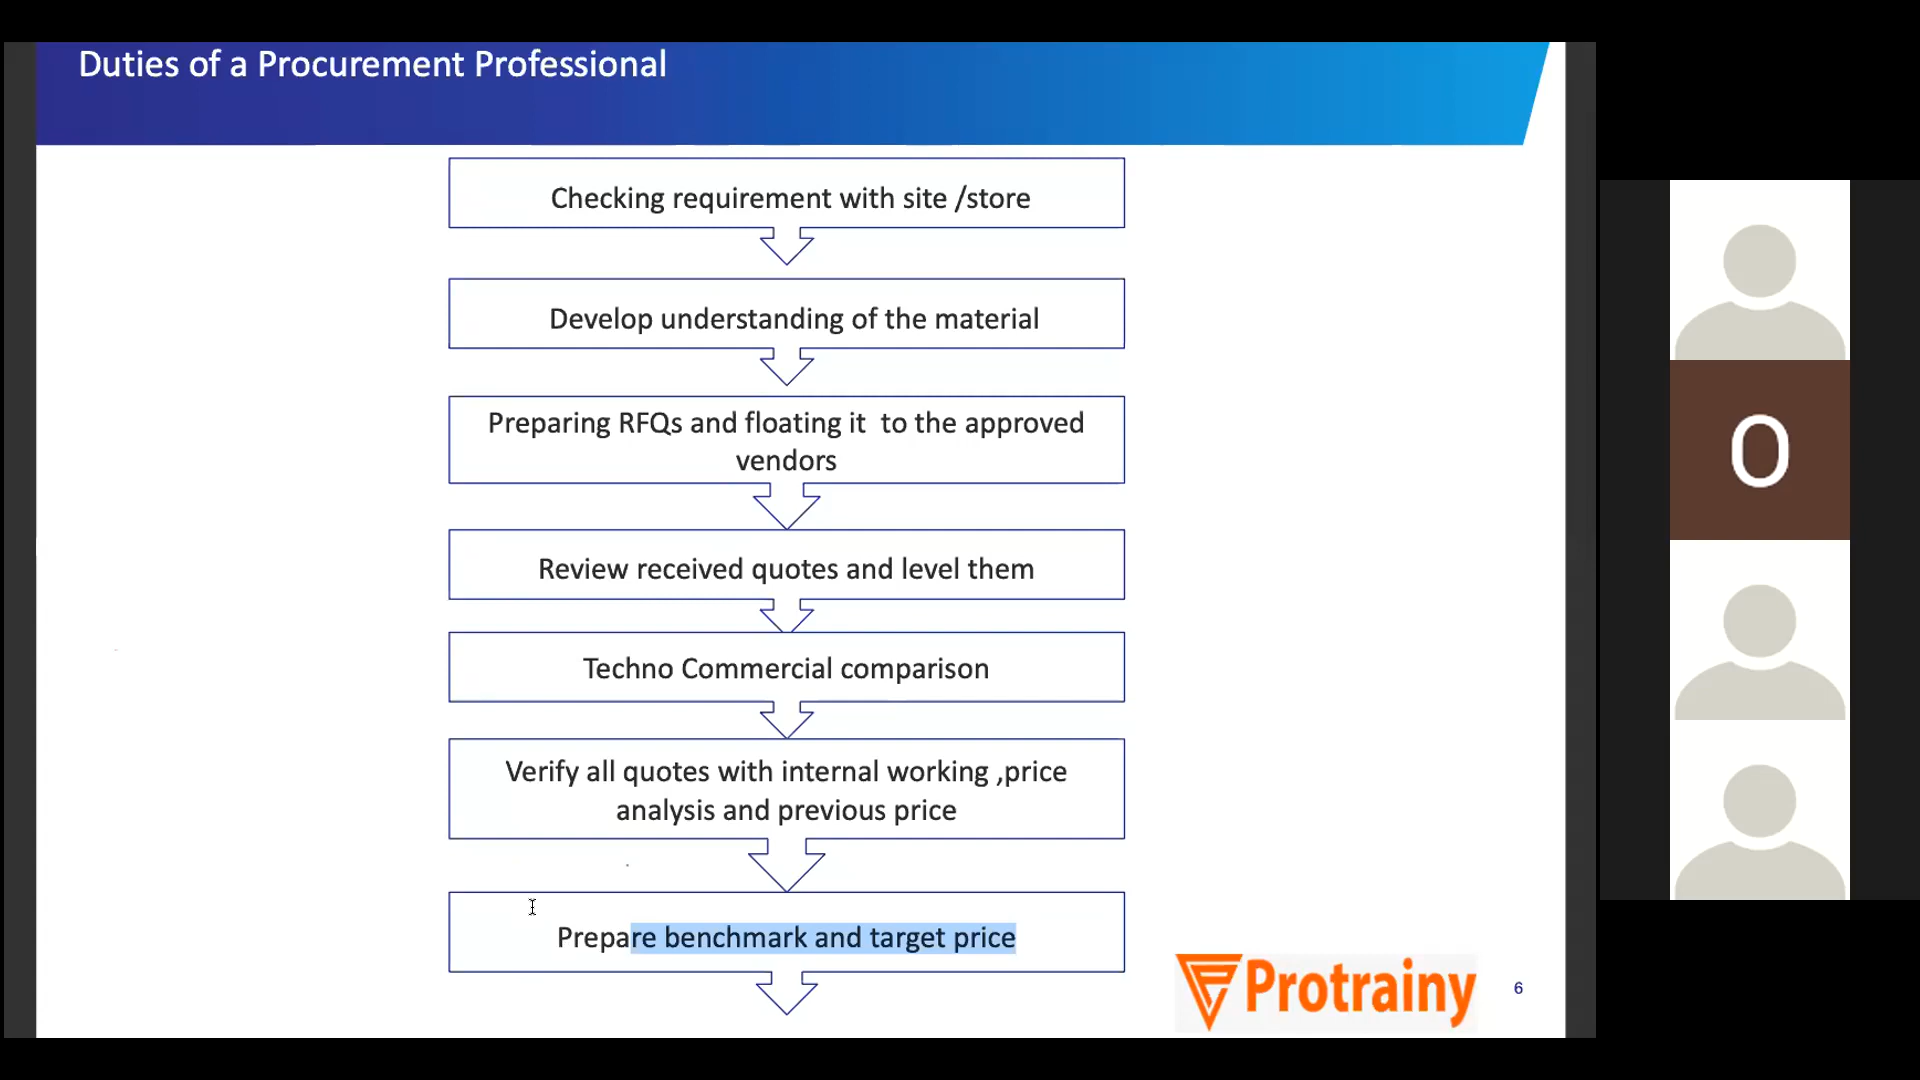 Duties of a Procurement Professional
Checking requirement with site /store
Develop understanding of the material
Preparing RFQs and floating it  to the approved
vendors
Review received quotes and level them
Techno Commercial comparison
Verify all quotes with internal working ,price
analysis and previous price
Prepare benchmark and target price
Protrainy
6
O